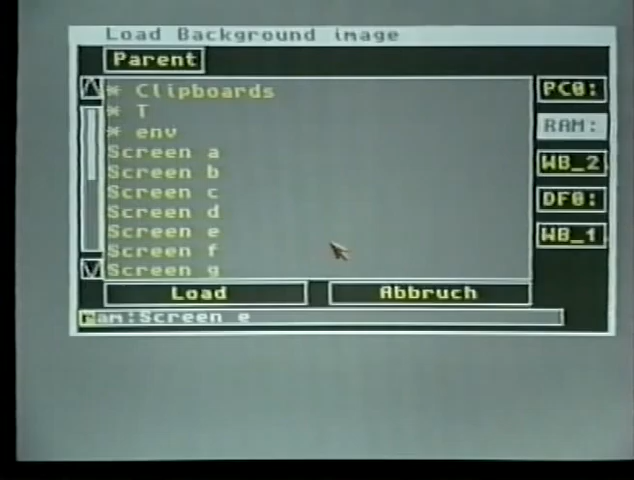 Load Background image
Parent
* Clipboards
* T
* env
Screen a
Screen b
Screen c
Screen d
Screen e
Screen f
Screen g
PC0:
RAM:
WB_2
DF0:
WB_1
Load
Abbruch
ram:Screen e